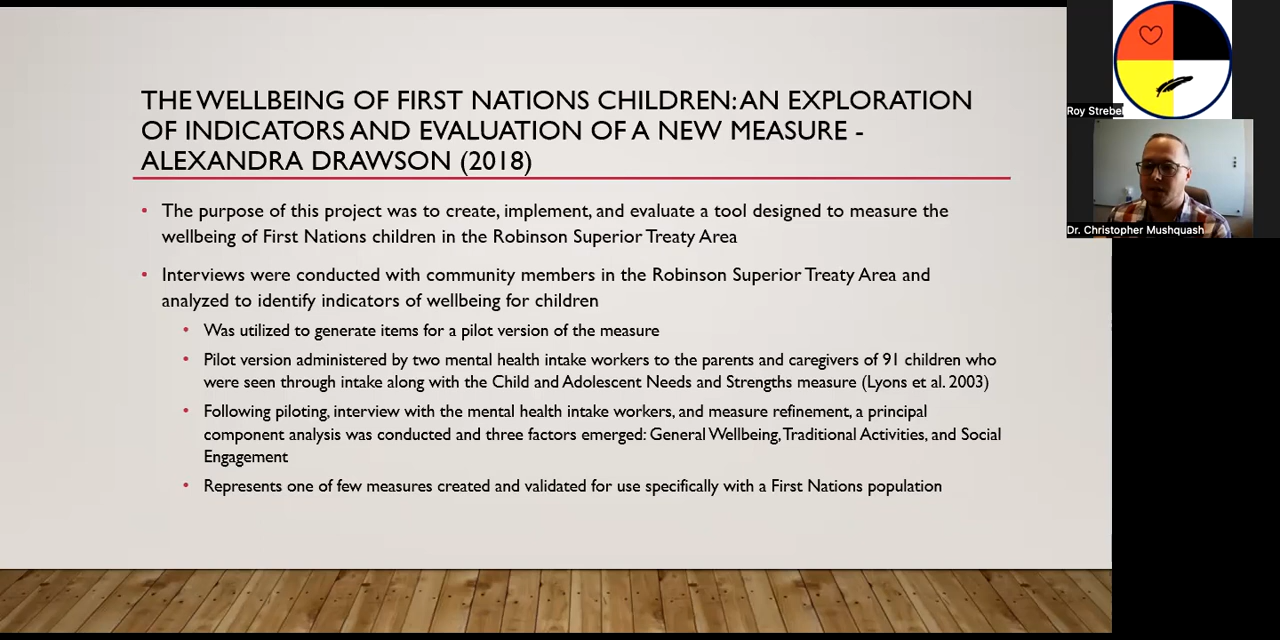 THE WELLBEING OF FIRST NATIONS CHILDREN: AN EXPLORATION
OF INDICATORS AND EVALUATION OF A NEW MEASURE -
ALEXANDRA DRAWSON (2018)
• The purpose of this project was to create, implement, and evaluate a tool designed to measure the
wellbeing of First Nations children in the Robinson Superior Treaty Area
• Interviews were conducted with community members in the Robinson Superior Treaty Area and
analyzed to identify indicators of wellbeing for children
• Was utilized to generate items for a pilot version of the measure
• Pilot version administered by two mental health intake workers to the parents and caregivers of 91 children who
were seen through intake along with the Child and Adolescent Needs and Strengths measure (Lyons et al. 2003)
• Following piloting, interview with the mental health intake workers, and measure refinement, a principal
component analysis was conducted and three factors emerged: General Wellbeing, Traditional Activities, and Social
Engagement
• Represents one of few measures created and validated for use specifically with a First Nations population
Roy Strebel
Dr. Christopher Mushquash